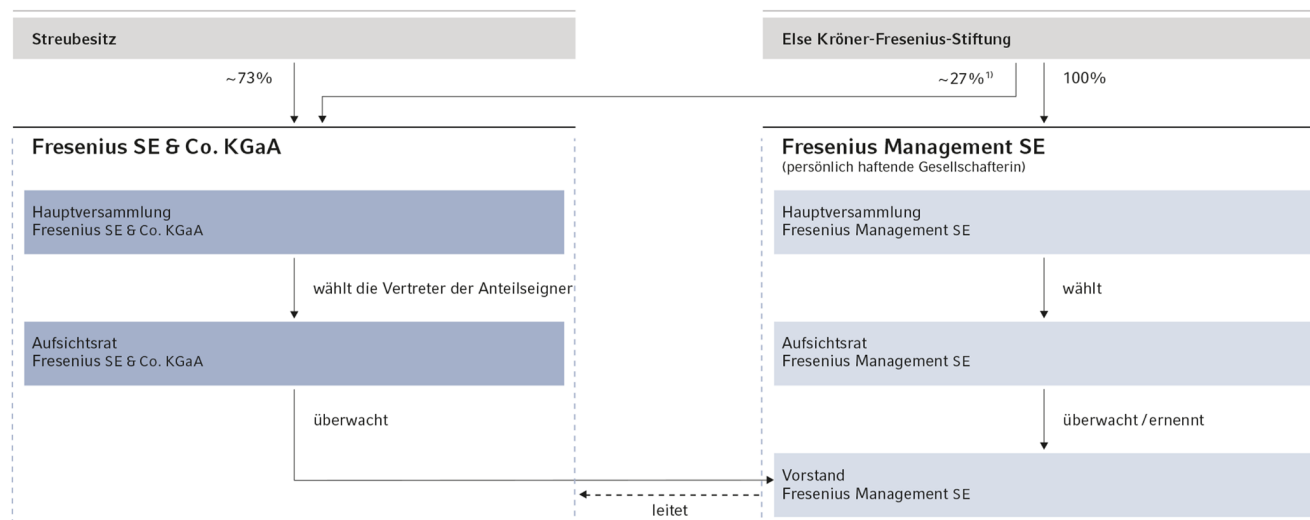 Streubesitz
Else Kröner-Fresenius-Stiftung
~73%
~27%¹⁾
100%
Fresenius SE & Co. KGaA
Fresenius Management SE
(persönlich haftende Gesellschafterin)
Hauptversammlung
Fresenius SE & Co. KGaA
Hauptversammlung
Fresenius Management SE
wählt die Vertreter der Anteilseigner
wählt
Aufsichtsrat
Fresenius SE & Co. KGaA
Aufsichtsrat
Fresenius Management SE
überwacht
überwacht/ernennt
Vorstand
Fresenius Management SE
leitet